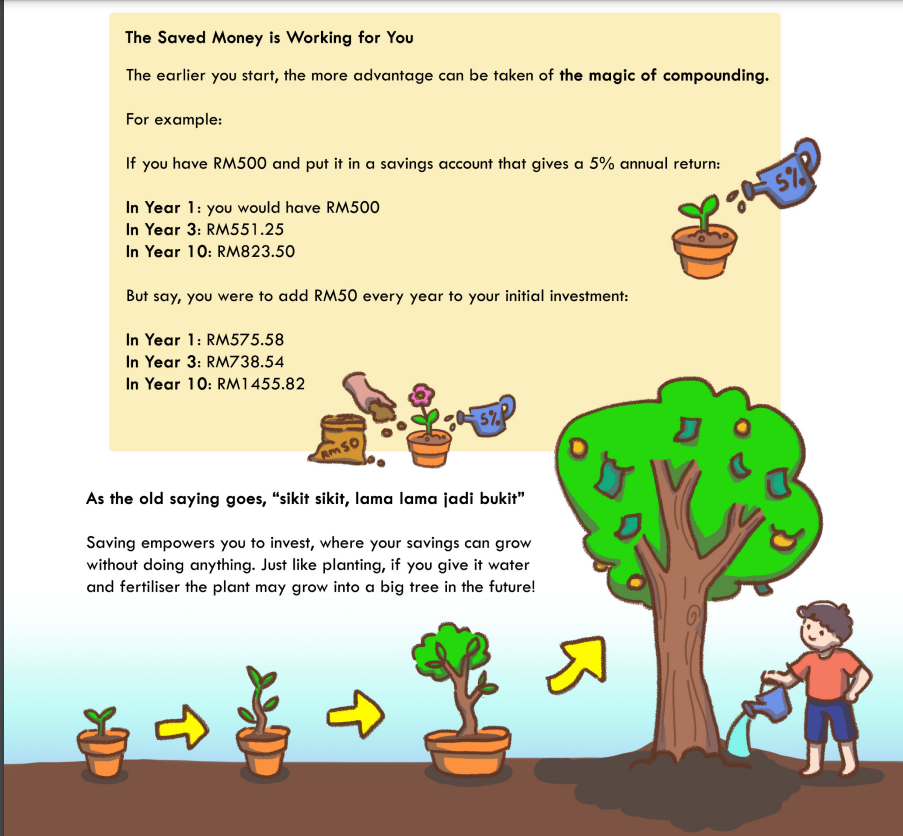 The Saved Money is Working for You
The earlier you start, the more advantage can be taken of the magic of compounding.
For example:
If you have RM500 and put it in a savings account that gives a 5% annual return:
5%
In Year 1: you would have RM500
In Year 3: RM551.25
In Year 10: RM823.50
But say, you were to add RM50 every year to your initial investment:
In Year 1: RM575.58
In Year 3: RM738.54
In Year 10: RM1455.82
5%
RM50
As the old saying goes, “sikit sikit, lama lama jadi bukit”
Saving empowers you to invest, where your savings can grow
without doing anything. Just like planting, if you give it water
and fertiliser the plant may grow into a big tree in the future!